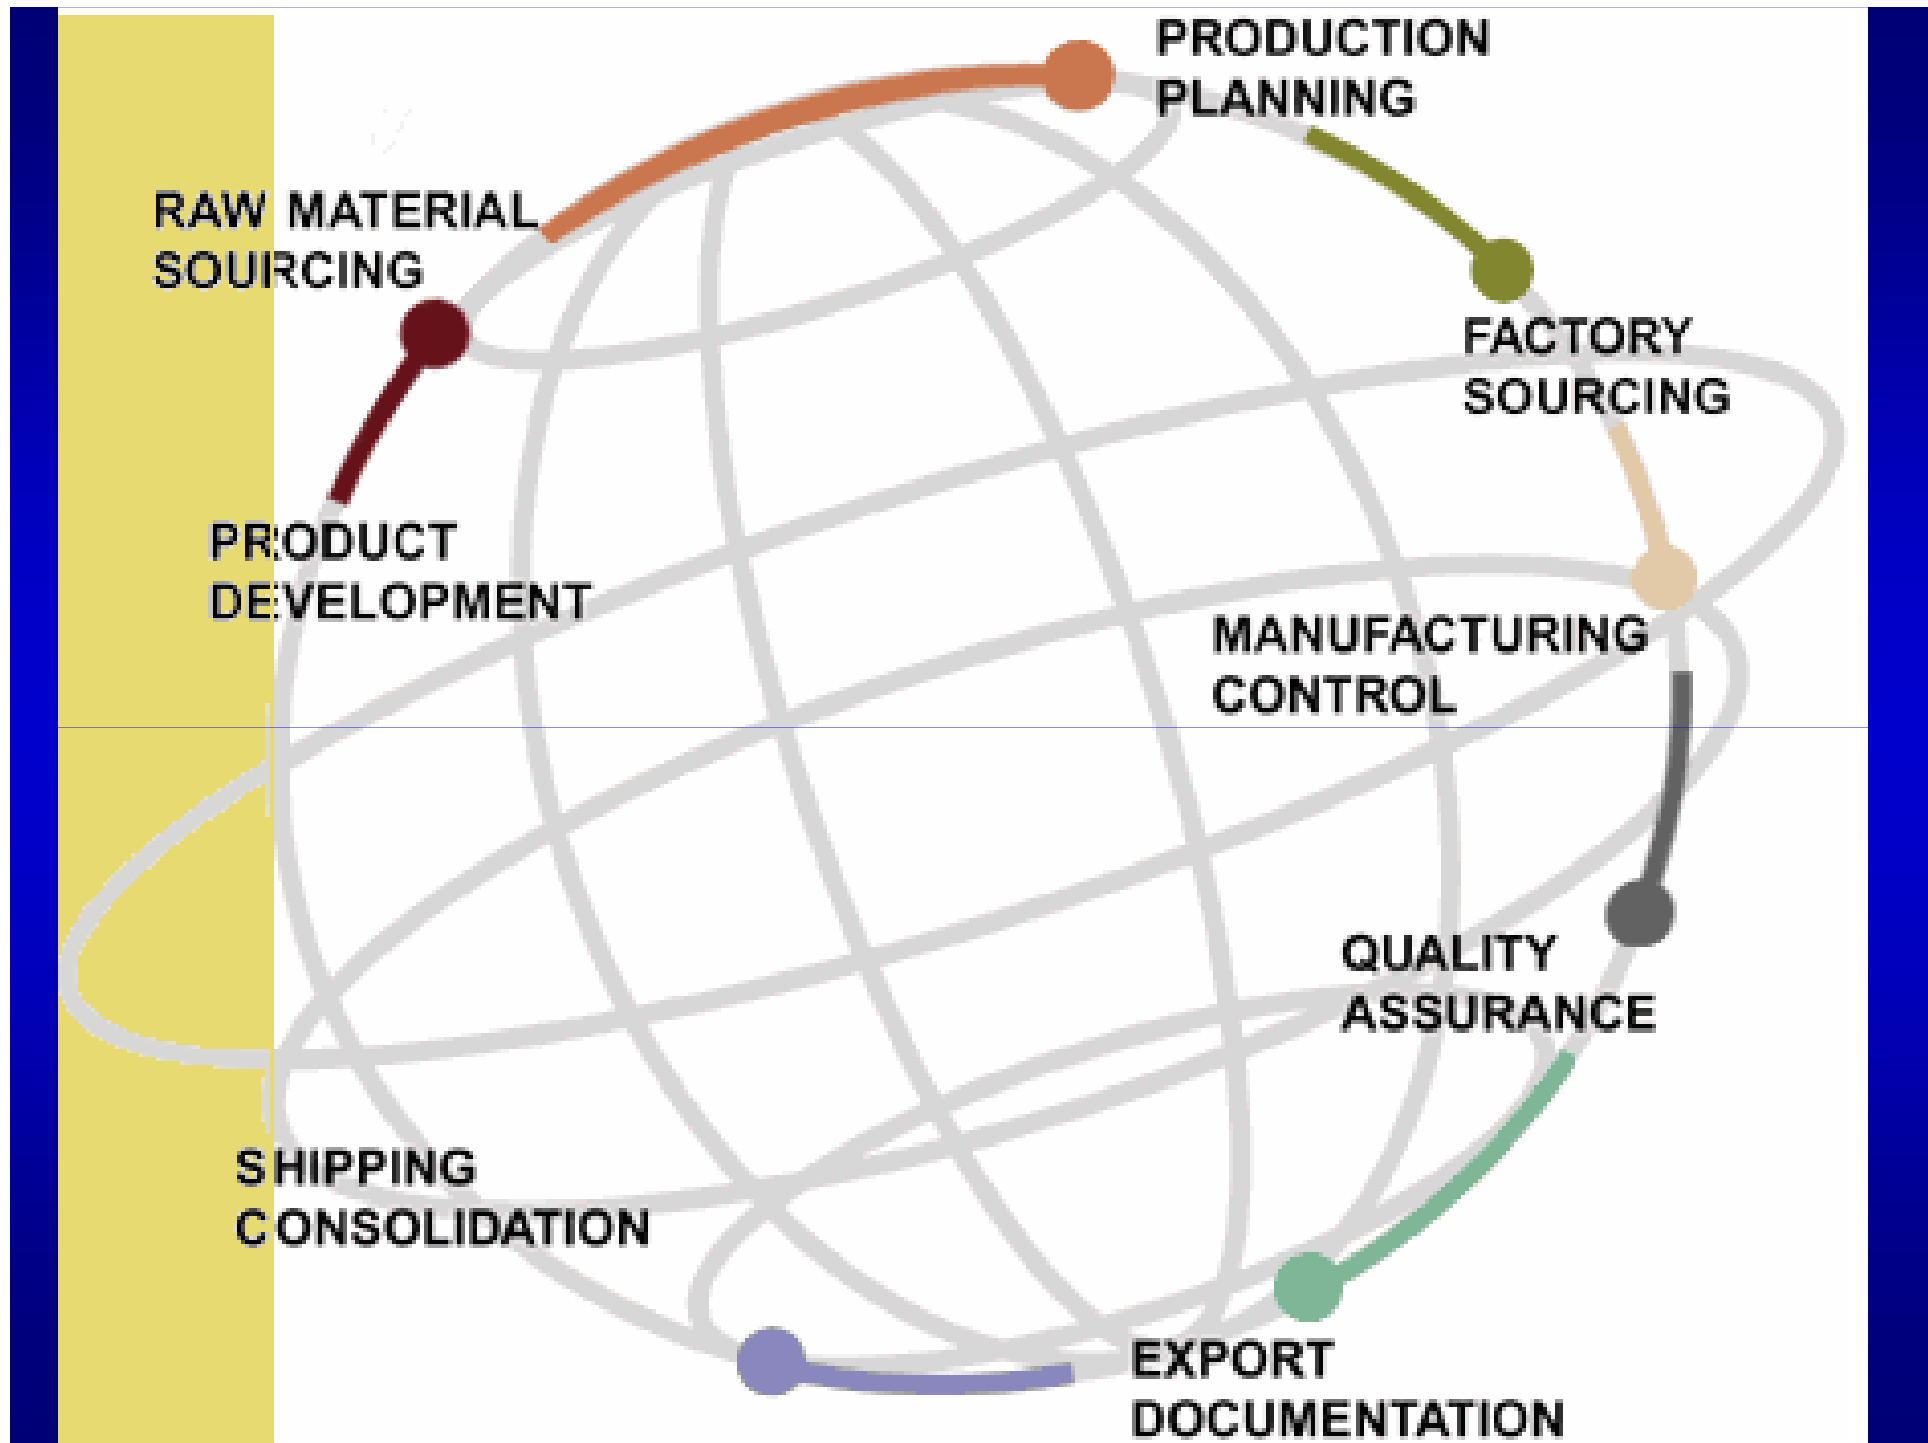 PRODUCTION
PLANNING
RAW MATERIAL
SOURCING
FACTORY
SOURCING
PRODUCT
DEVELOPMENT
MANUFACTURING
CONTROL
QUALITY
ASSURANCE
SHIPPING
CONSOLIDATION
EXPORT
DOCUMENTATION